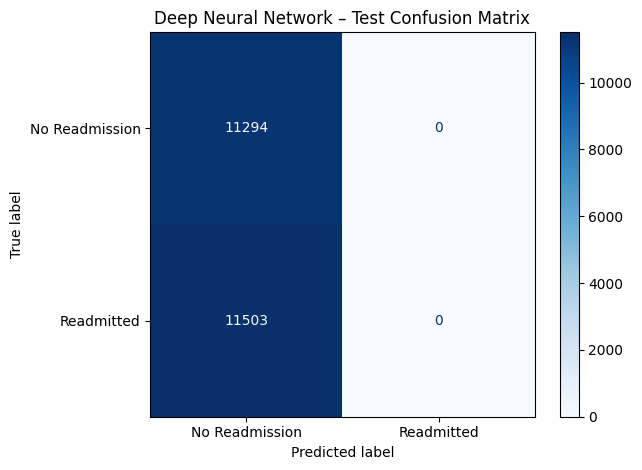 Deep Neural Network – Test Confusion Matrix
True label
No Readmission
Readmitted
11294
0
11503
0
No Readmission
Readmitted
Predicted label
10000
8000
6000
4000
2000
0